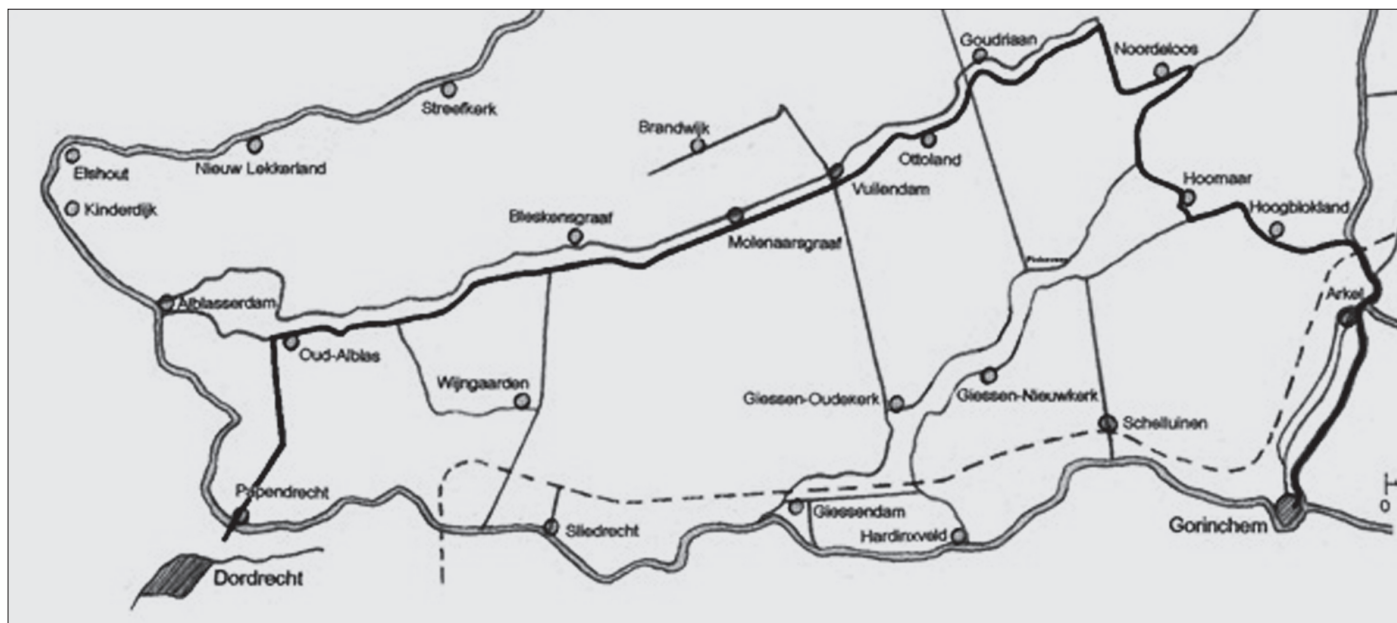 Goudriaan
Noordeloos
Streefkerk
Brandwijk
Ottoland
Elshout
Nieuw Lekkerland
Vuilendam
Hoornaar
Kinderdijk
Bleskensgraaf
Hoogblokland
Molenaarsgraaf
Alblasserdam
Arkel
Oud-Alblas
Wijngaarden
Giessen-Oudekerk
Giessen-Nieuwkerk
Schelluinen
Papendrecht
Giessendam
Sliedrecht
Hardinxveld
Gorinchem
Dordrecht
0